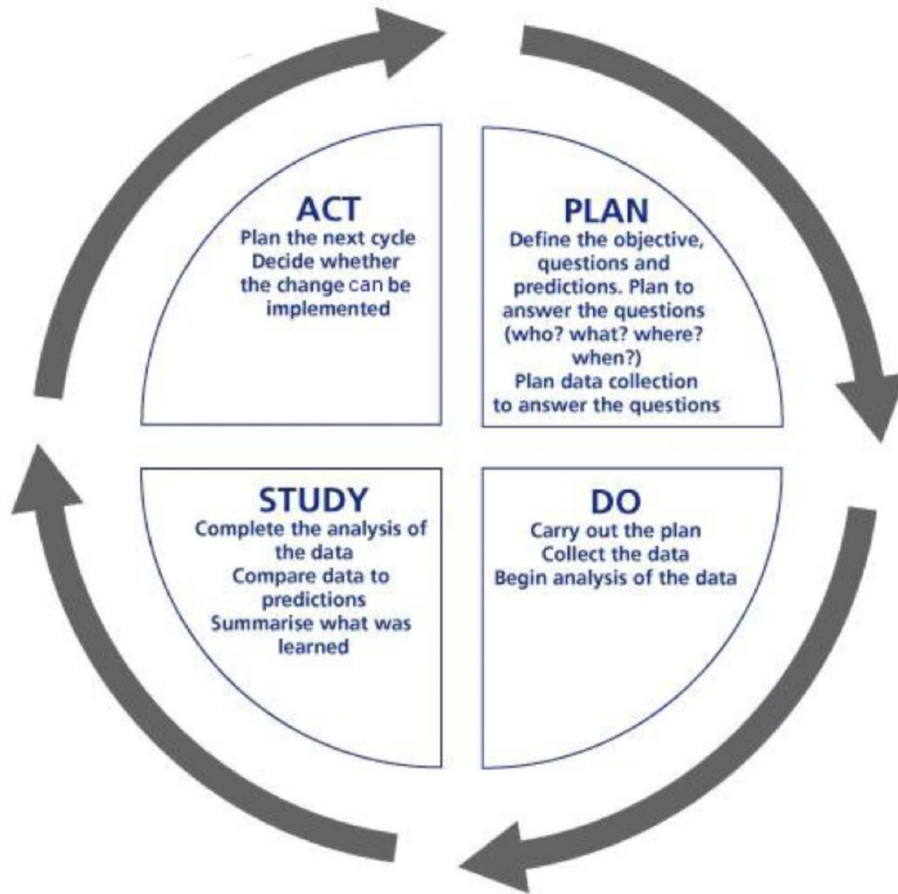 ACT
Plan the next cycle
Decide whether
the change can be
implemented
PLAN
Define the objective,
questions and
predictions. Plan to
answer the questions
(who? what? where?
when?)
Plan data collection
to answer the questions
STUDY
Complete the analysis of
the data
Compare data to
predictions
Summarise what was
learned
DO
Carry out the plan
Collect the data
Begin analysis of the data